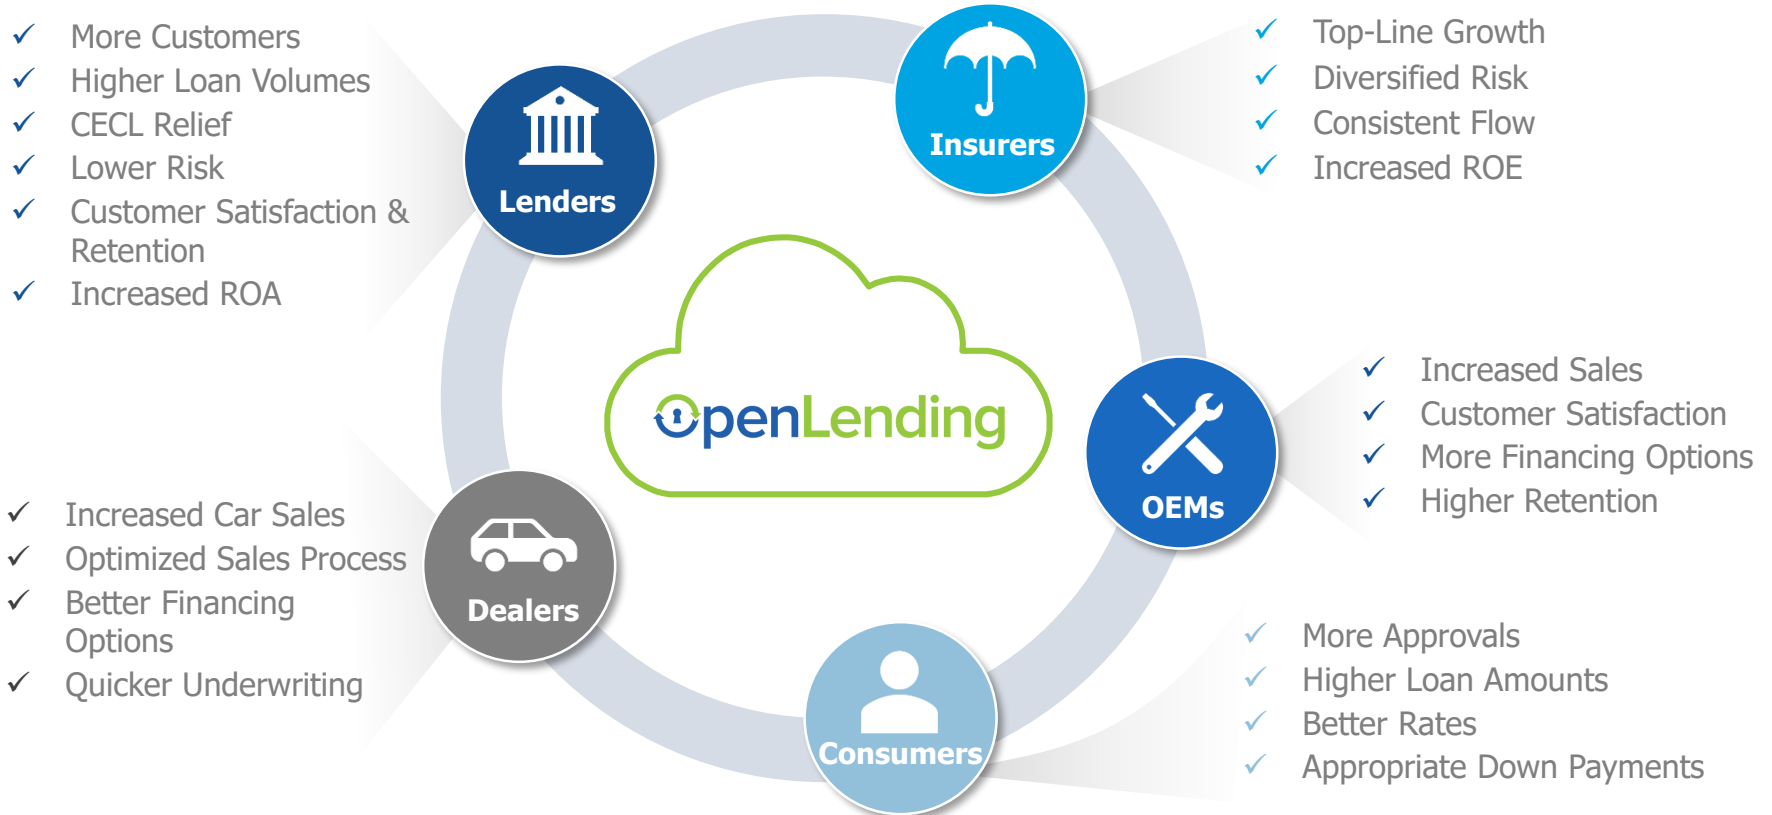 More Customers
Higher Loan Volumes
CECL Relief
Lower Risk
Customer Satisfaction &
Retention
Increased ROA
Lenders
Insurers
Top-Line Growth
Diversified Risk
Consistent Flow
Increased ROE
OpenLending
OEMs
Increased Sales
Customer Satisfaction
More Financing Options
Higher Retention
Increased Car Sales
Optimized Sales Process
Better Financing
Options
Quicker Underwriting
Dealers
Consumers
More Approvals
Higher Loan Amounts
Better Rates
Appropriate Down Payments